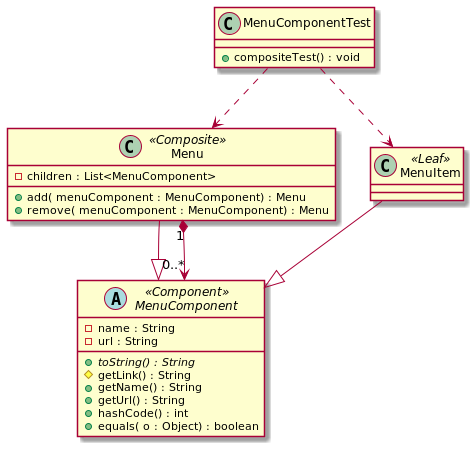 C MenuComponentTest
compositeTest() : void
C «Composite»
Menu
children : List<MenuComponent>
add( menuComponent : MenuComponent) : Menu
remove( menuComponent : MenuComponent) : Menu
C «Leaf»
MenuItem
1
0..*
A «Component»
MenuComponent
name : String
url : String
toString() : String
getLink() : String
getName() : String
getUrl() : String
hashCode() : int
equals( o : Object) : boolean